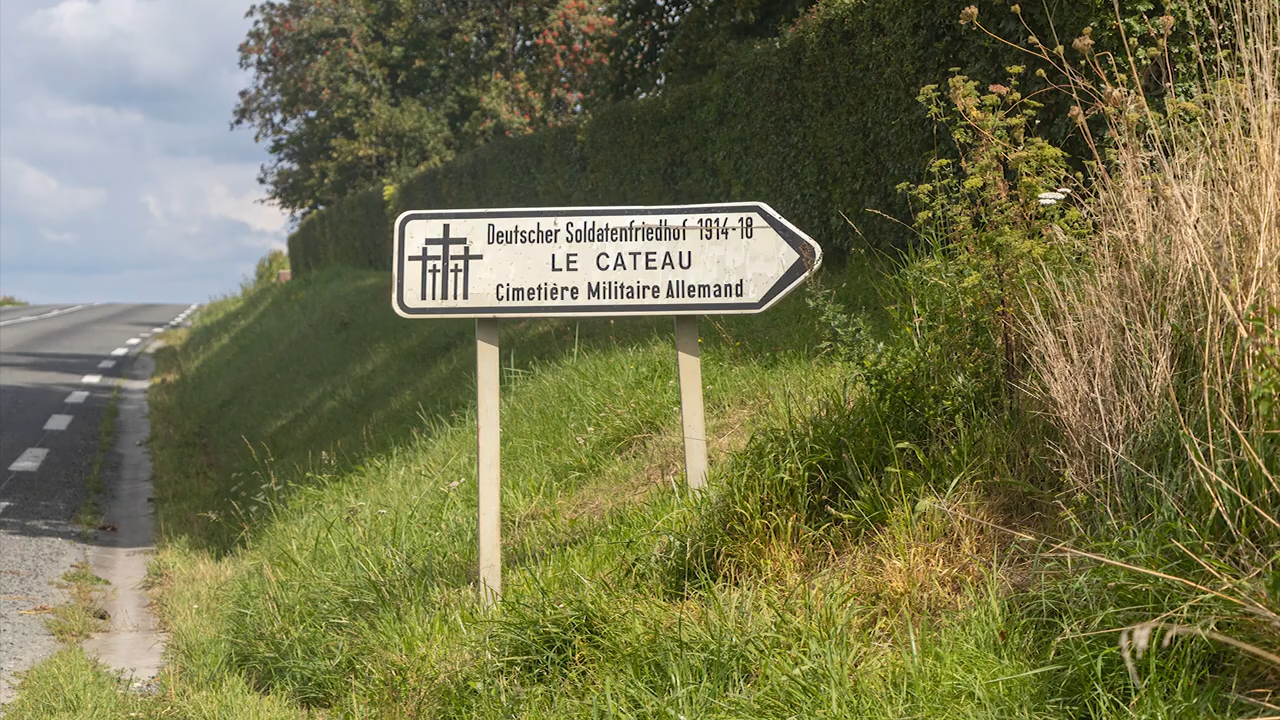 Deutscher Soldatenfriedhof 1914-18
LE CATEAU
Cimetière Militaire Allemand